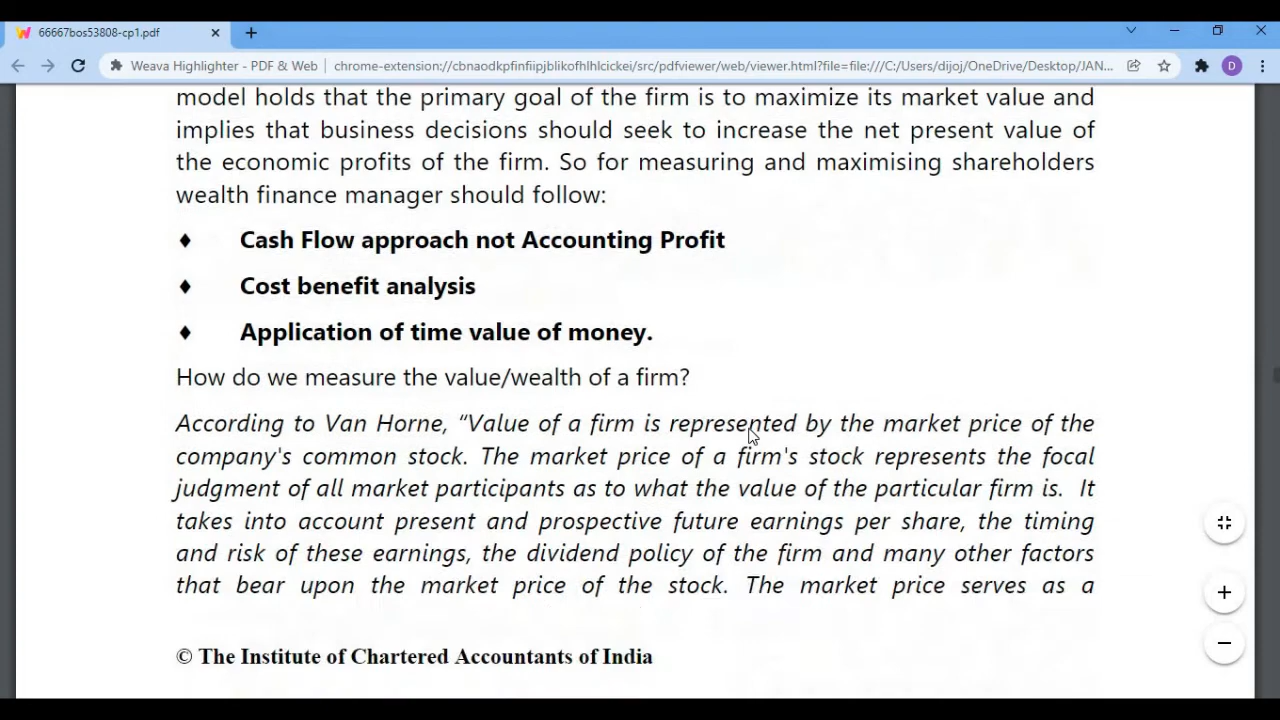 66667bos53808-cp1.pdf
Weava Highlighter - PDF & Web | chrome-extension://cbnaodkpfinfiipjblikofhlhlcickei/src/pdfviewer/web/viewer.html?file=file:///C:/Users/dijoj/OneDrive/Desktop/JAN...
D
model holds that the primary goal of the firm is to maximize its market value and
implies that business decisions should seek to increase the net present value of
the economic profits of the firm. So for measuring and maximising shareholders
wealth finance manager should follow:
♦ Cash Flow approach not Accounting Profit
♦ Cost benefit analysis
♦ Application of time value of money.
How do we measure the value/wealth of a firm?
According to Van Horne, “Value of a firm is represented by the market price of the
company's common stock. The market price of a firm's stock represents the focal
judgment of all market participants as to what the value of the particular firm is. It
takes into account present and prospective future earnings per share, the timing
and risk of these earnings, the dividend policy of the firm and many other factors
that bear upon the market price of the stock. The market price serves as a
© The Institute of Chartered Accountants of India